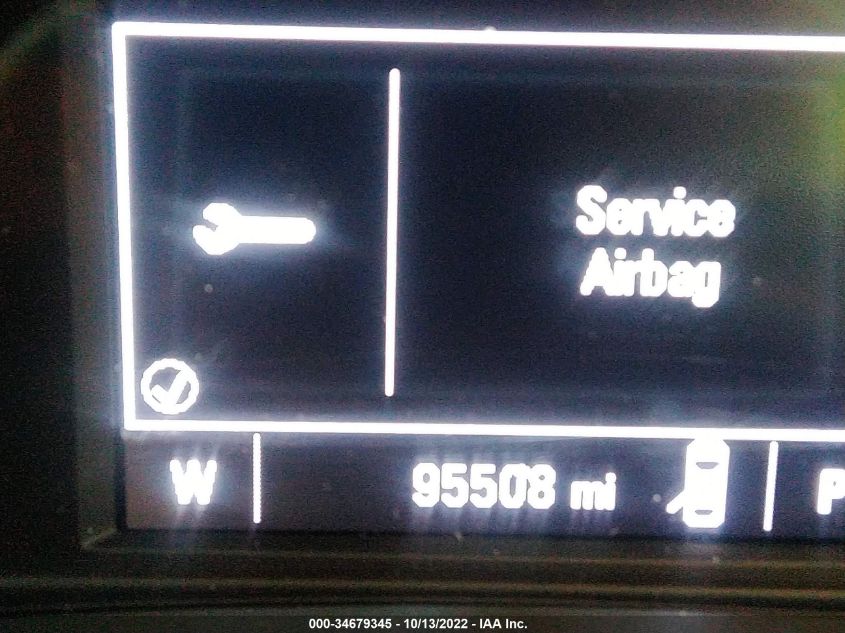 Service
Airbag
W 95508 mi P
000-34679345 - 10/13/2022 - IAA Inc.